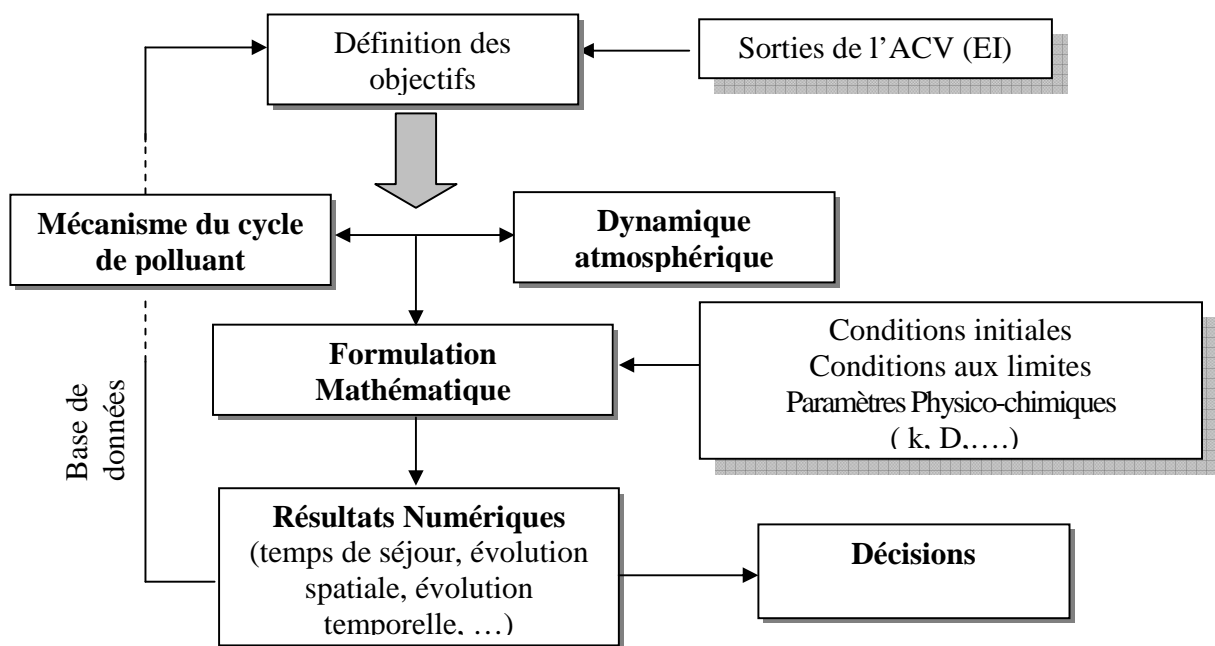 Définition des
objectifs
Sorties de l’ACV (EI)
Mécanisme du cycle
de polluant
Dynamique
atmosphérique
Formulation
Mathématique
Conditions initiales
Conditions aux limites
Paramètres Physico-chimiques
( k, D,….)
Base de
données
Résultats Numériques
(temps de séjour, évolution
spatiale, évolution
temporelle, …)
Décisions